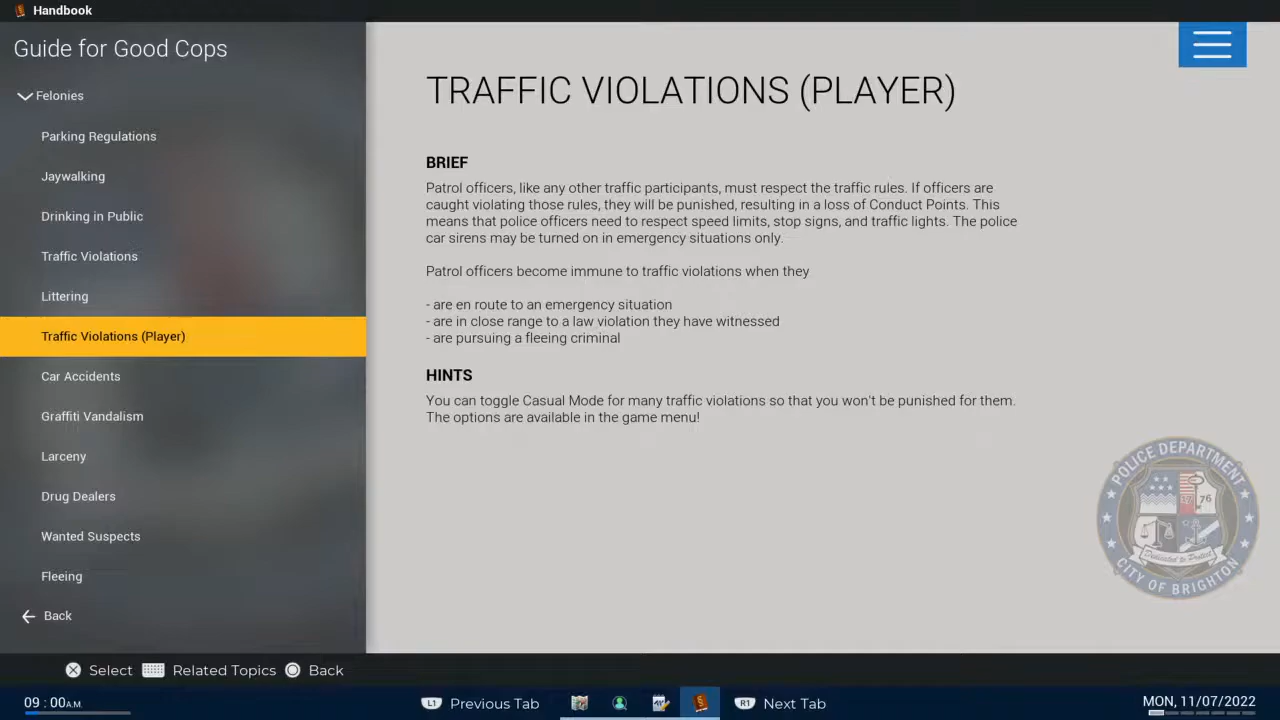 Handbook
Guide for Good Cops
Felonies
Parking Regulations
Jaywalking
Drinking in Public
Traffic Violations
Littering
Traffic Violations (Player)
Car Accidents
Graffiti Vandalism
Larceny
Drug Dealers
Wanted Suspects
Fleeing
Back
TRAFFIC VIOLATIONS (PLAYER)
BRIEF
Patrol officers, like any other traffic participants, must respect the traffic rules. If officers are
caught violating those rules, they will be punished, resulting in a loss of Conduct Points. This
means that police officers need to respect speed limits, stop signs, and traffic lights. The police
car sirens may be turned on in emergency situations only.
Patrol officers become immune to traffic violations when they
- are en route to an emergency situation
- are in close range to a law violation they have witnessed
- are pursuing a fleeing criminal
HINTS
You can toggle Casual Mode for many traffic violations so that you won't be punished for them.
The options are available in the game menu!
POLICE DEPARTMENT
1776
Dedicated to Protect
CITY OF BRIGHTON
Select
Related Topics
Back
09 : 00 A.M.
L1 Previous Tab
R1 Next Tab
MON, 11/07/2022